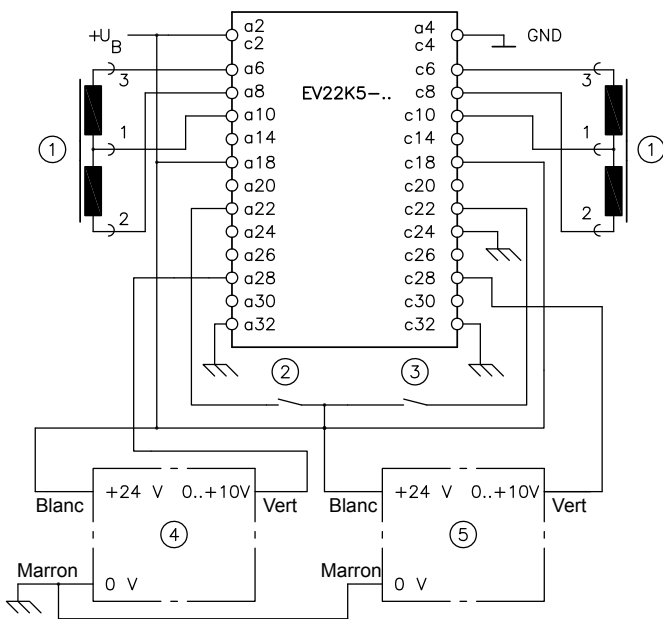 +UB a2 a4 GND
c2 c4
3 a6 c6 3
a8 EV22K5-.. c8
1 a10 c10 1
a14 c14
1 a18 c18 1
a20 c20
2 a22 c22 2
a24 c24
a26 c26
a28 c28
a30 c30
a32 c32
2 3
+24 V 0..+10V +24 V 0..+10V
Blanc Vert Blanc Vert
4 5
Marron Marron
0 V 0 V